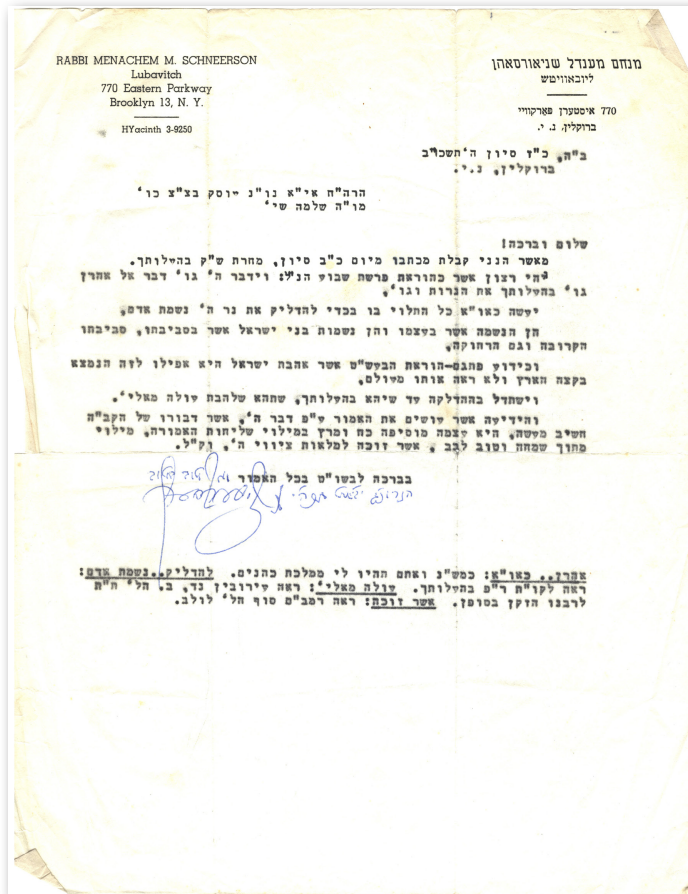 RABBI MENACHEM M. SCHNEERSON
Lubavitch
770 Eastern Parkway
Brooklyn 13, N. Y.
HYacinth 3-9250
מנחם מענדל שניאורסאהן
ליובאוויטש
770 איסטערן פארקוויי
ברוקלין, נ. י.
ב"ה, כ"ז סיון ה'תשכ"ב
ברוקלין, נ.י.
הרה"ח אי"א נו"נ עוסק בצ"צ כו'
מו"ה שלמה שי'
שלום וברכה!
מאשר הנני קבלת מכתבו מיום כ"ב סיון, מחרת ש"ק בהעלותך.
יהי רצון אשר כהוראת פרשת שבוע הנ"ל: וידבר ה' גו' דבר אל אהרן
גו' בהעלותך את הנרות וגו',
יעשה כאו"א כל התלוי בו בכדי להדליק את נר ה' נשמת אדם,
הן הנשמה אשר בעצמו והן נשמות בני ישראל אשר בסביבתו, סביבתו
הקרובה וגם הרחוקה,
וכידוע פתגם-הוראת הבעש"ט אשר אהבת ישראל היא אפילו לזה הנמצא
בקצה הארץ ולא ראה אותו מעולם,
וישתדל בההדלקה עד שיהא בהעלותך, שתהא שלהבת עולה מאלי'.
והידיעה אשר עושים את האמור ע"פ דבר ה', אשר דבורו של הקב"ה
חשיב מעשה, היא עצמה מוסיפה כח ומרץ במילוי שליחות האמורה, מילוי
מתוך שמחה וטוב לבב, אשר זוכה למלאות ציווי ה', וק"ל.
בברכה לבשו"ט בכל האמור
אהרן.. כאו"א: כמש"נ ואתם תהיו לי ממלכת כהנים. להדליק..נשמת אדם:
ראה לקו"ת ר"פ בהעלותך. עולה מאלי': ראה עירובין נד, ב. הל' ת"ת
לרבנו הזקן בסופן. אשר זוכה: ראה רמב"ם סוף הל' לולב.